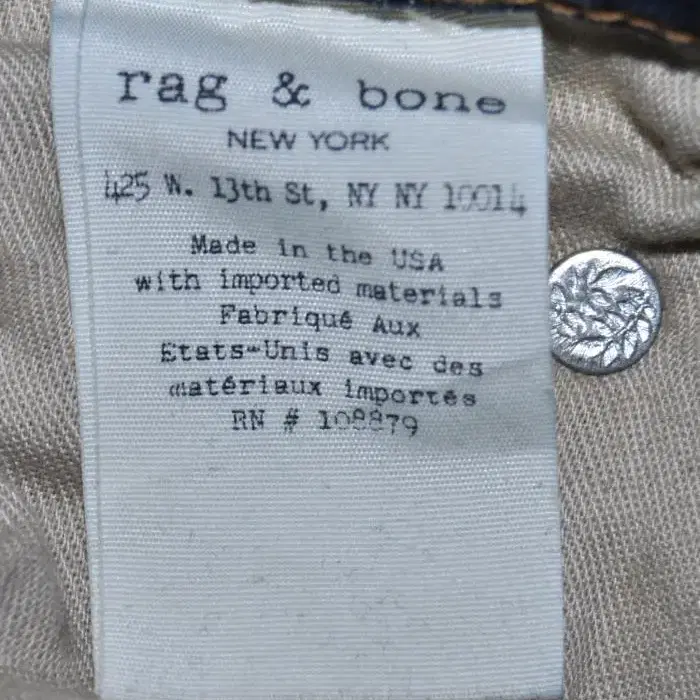 rag & bone
NEW YORK
425 W. 13th St, NY NY 10014
Made in the USA
with imported materials
Fabriqué Aux
Etats-Unis avec des
matériaux importés
RN # 108879